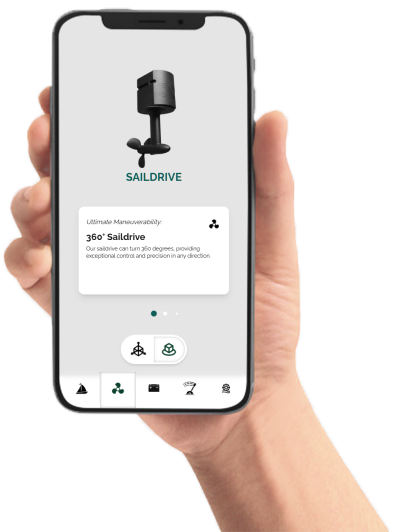 SAILDRIVE
Ultimate Maneuverability:
360° Saildrive
Our saildrive can turn 360 degrees, providing
exceptional control and precision in any direction.